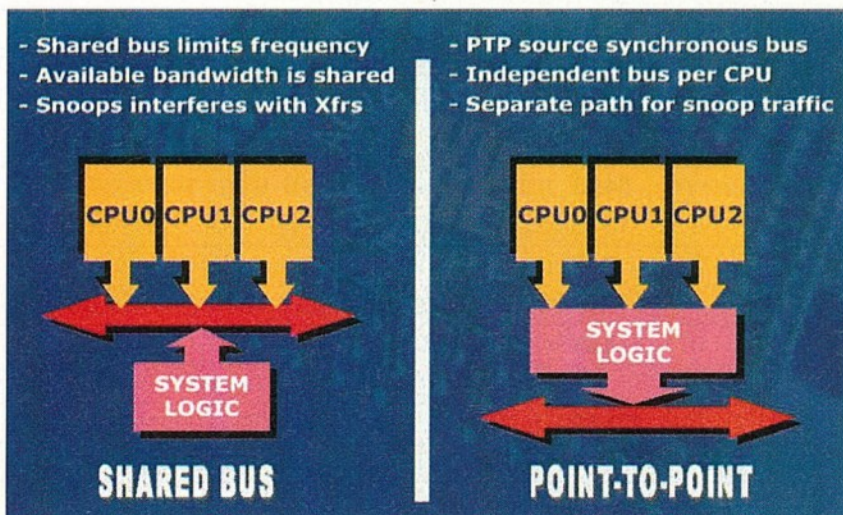 - Shared bus limits frequency
- Available bandwidth is shared
- Snoops interferes with Xfrs
CPU0 CPU1 CPU2
SYSTEM
LOGIC
SHARED BUS
- PTP source synchronous bus
- Independent bus per CPU
- Separate path for snoop traffic
CPU0 CPU1 CPU2
SYSTEM
LOGIC
POINT-TO-POINT